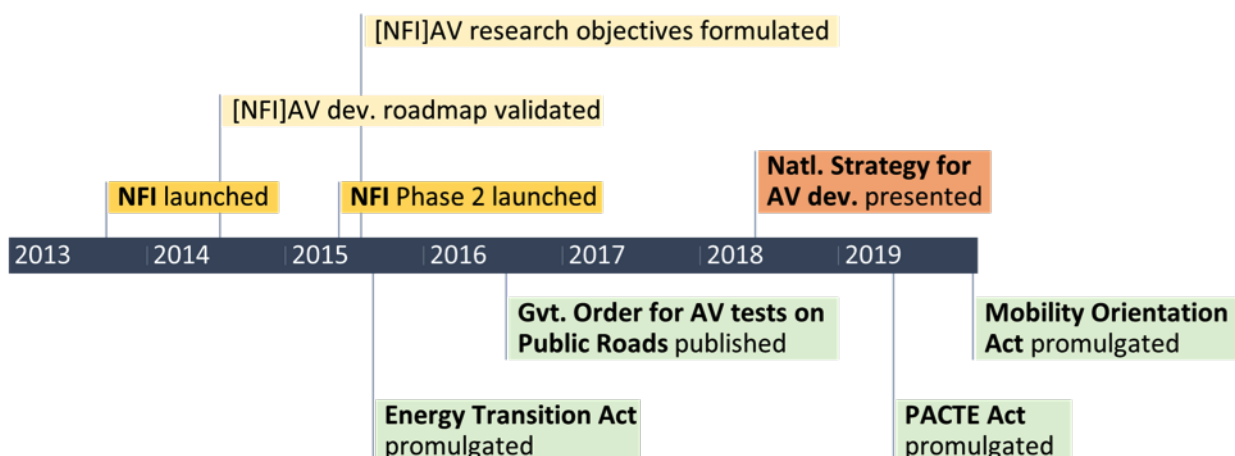 [NFI]AV research objectives formulated
[NFI]AV dev. roadmap validated
NFI launched
NFI Phase 2 launched
Natl. Strategy for
AV dev. presented
2013 2014 2015 2016 2017 2018 2019
Gvt. Order for AV tests on
Public Roads published
Mobility Orientation
Act promulgated
Energy Transition Act
promulgated
PACTE Act
promulgated